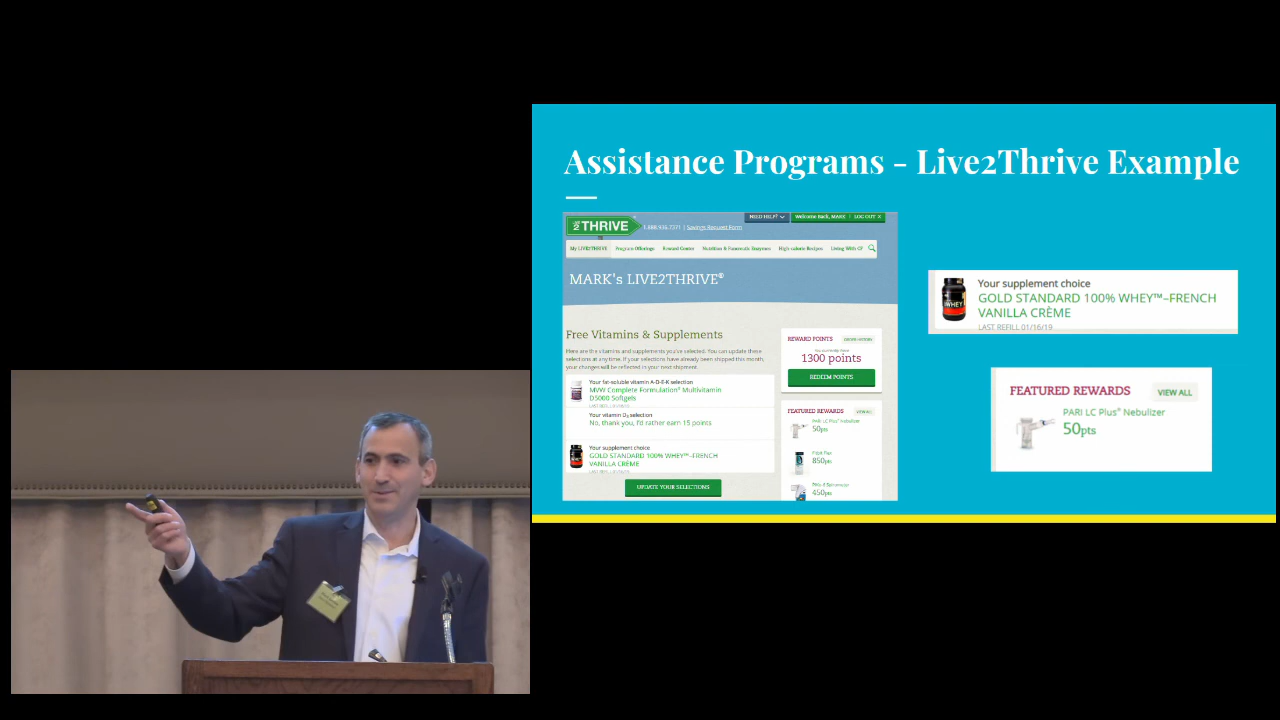 Assistance Programs - Live2Thrive Example
2 THRIVE
1.888.936.7371 | Savings Request Form
NEED HELP?
Welcome Back, MARK! | LOG OUT X
My LIVE2THRIVE Program Offerings Reward Center Nutrition & Pancreatic Enzymes High-calorie Recipes Living With CF
MARK's LIVE2THRIVE®
Free Vitamins & Supplements
Here are the vitamins and supplements you've selected. You can update these
selections at any time. If your selections have already been shipped this month,
your changes will be reflected in your next shipment.
Your fat-soluble vitamin A-D-E-K selection
MVW Complete Formulation® Multivitamin
D5000 Softgels
Your vitamin D₃ selection
No, thank you, I'd rather earn 15 points
Your supplement choice
GOLD STANDARD 100% WHEY™-FRENCH
VANILLA CRÈME
UPDATE YOUR SELECTIONS
REWARD POINTS
1300 points
REDEEM POINTS
FEATURED REWARDS VIEW ALL
PARI LC Plus® Nebulizer
50pts
850pts
450pts
WHEY
Your supplement choice
GOLD STANDARD 100% WHEY™–FRENCH
VANILLA CRÈME
LAST REFILL 01/16/19
FEATURED REWARDS VIEW ALL
PARI LC Plus® Nebulizer
50pts